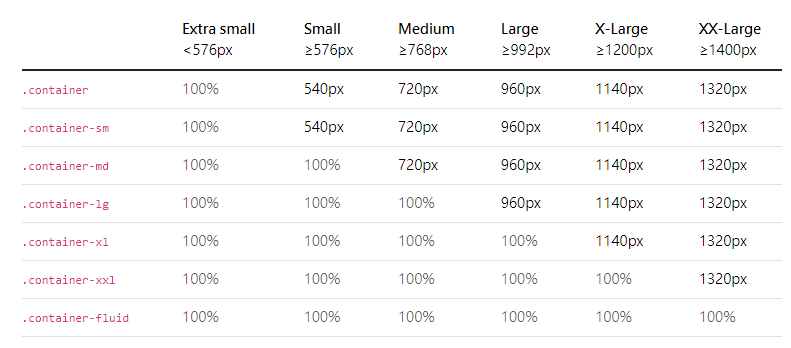 Extra small Small Medium Large X-Large XX-Large
<576px ≥576px ≥768px ≥992px ≥1200px ≥1400px
.container 100% 540px 720px 960px 1140px 1320px
.container-sm 100% 540px 720px 960px 1140px 1320px
.container-md 100% 100% 720px 960px 1140px 1320px
.container-lg 100% 100% 100% 960px 1140px 1320px
.container-xl 100% 100% 100% 100% 1140px 1320px
.container-xxl 100% 100% 100% 100% 100% 1320px
.container-fluid 100% 100% 100% 100% 100% 100%